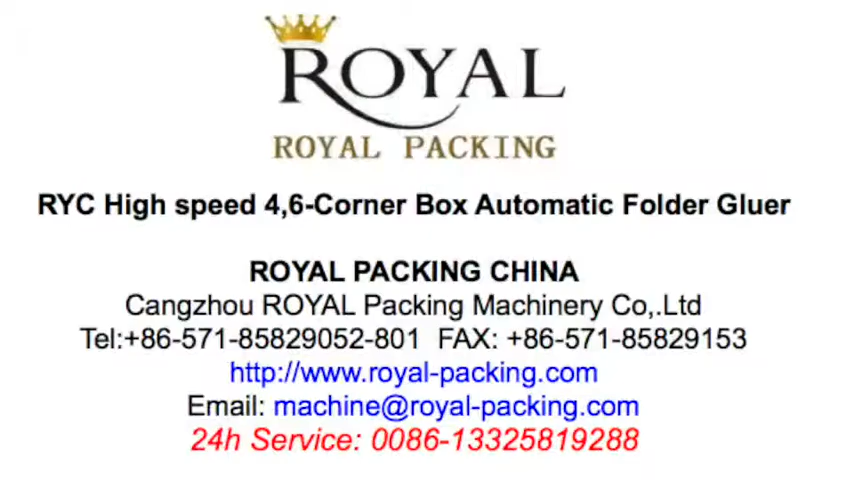 ROYAL
ROYAL PACKING
RYC High speed 4,6-Corner Box Automatic Folder Gluer
ROYAL PACKING CHINA
Cangzhou ROYAL Packing Machinery Co,.Ltd
Tel:+86-571-85829052-801  FAX: +86-571-85829153
http://www.royal-packing.com
Email: machine@royal-packing.com
24h Service: 0086-13325819288